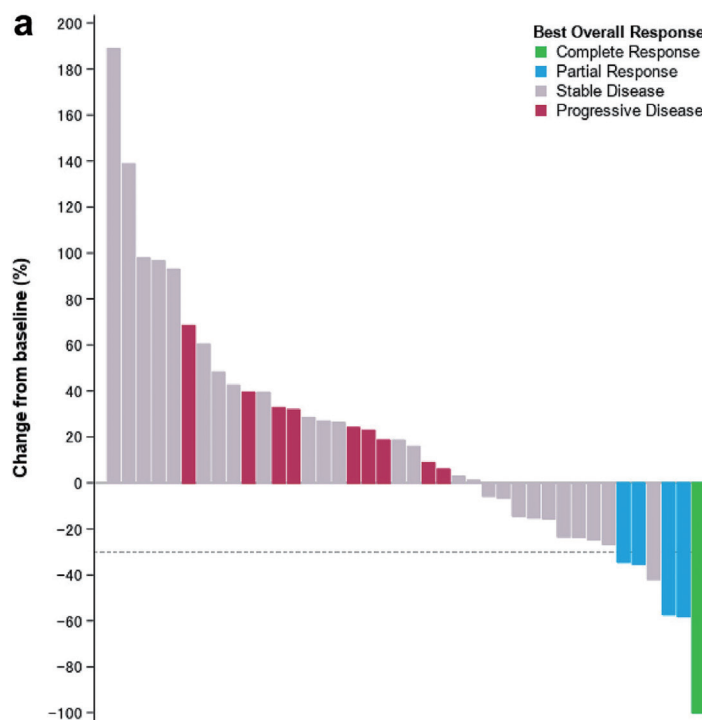 a
Best Overall Response
Complete Response
Partial Response
Stable Disease
Progressive Disease
Change from baseline (%)
200
180
160
140
120
100
80
60
40
20
0
−20
−40
−60
−80
−100